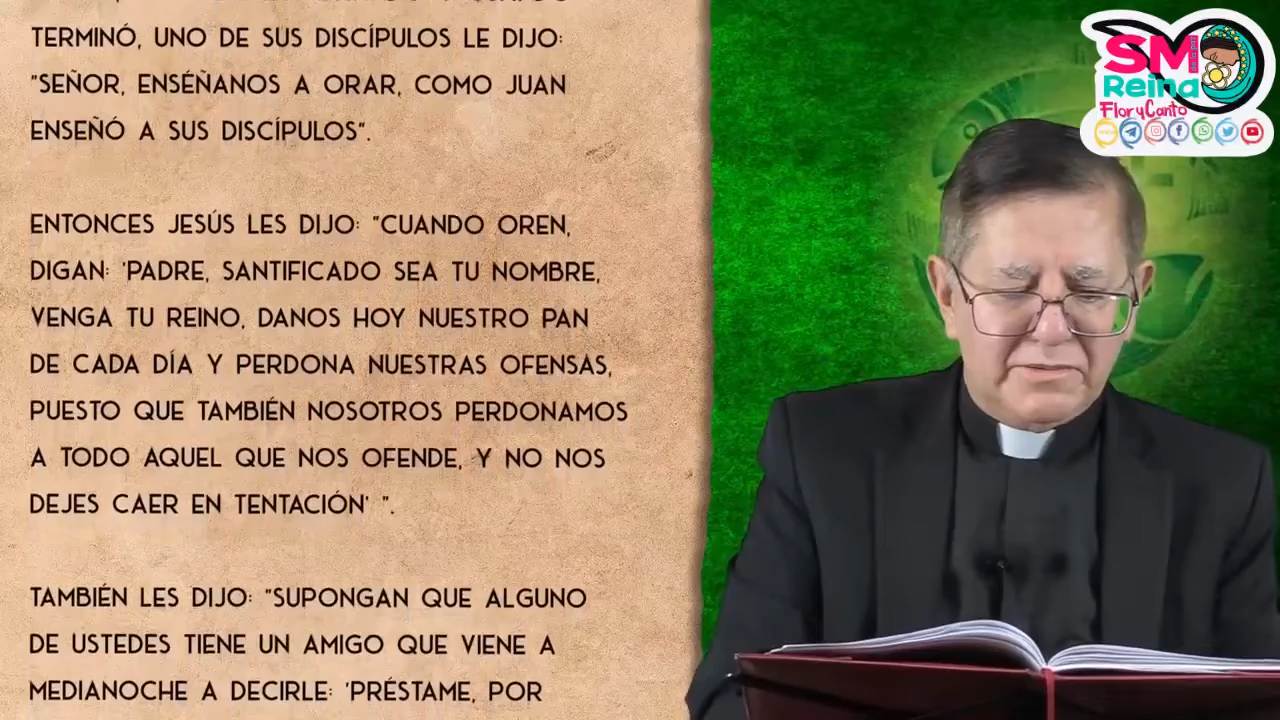 TERMINÓ, UNO DE SUS DISCÍPULOS LE DIJO:
"SEÑOR, ENSÉÑANOS A ORAR, COMO JUAN
ENSEÑÓ A SUS DISCÍPULOS".
ENTONCES JESÚS LES DIJO: "CUANDO OREN,
DIGAN: 'PADRE, SANTIFICADO SEA TU NOMBRE,
VENGA TU REINO, DANOS HOY NUESTRO PAN
DE CADA DÍA Y PERDONA NUESTRAS OFENSAS,
PUESTO QUE TAMBIÉN NOSOTROS PERDONAMOS
A TODO AQUEL QUE NOS OFENDE, Y NO NOS
DEJES CAER EN TENTACIÓN' ".
TAMBIÉN LES DIJO: "SUPONGAN QUE ALGUNO
DE USTEDES TIENE UN AMIGO QUE VIENE A
MEDIANOCHE A DECIRLE: 'PRÉSTAME, POR
SM
Reina
Flor y Canto